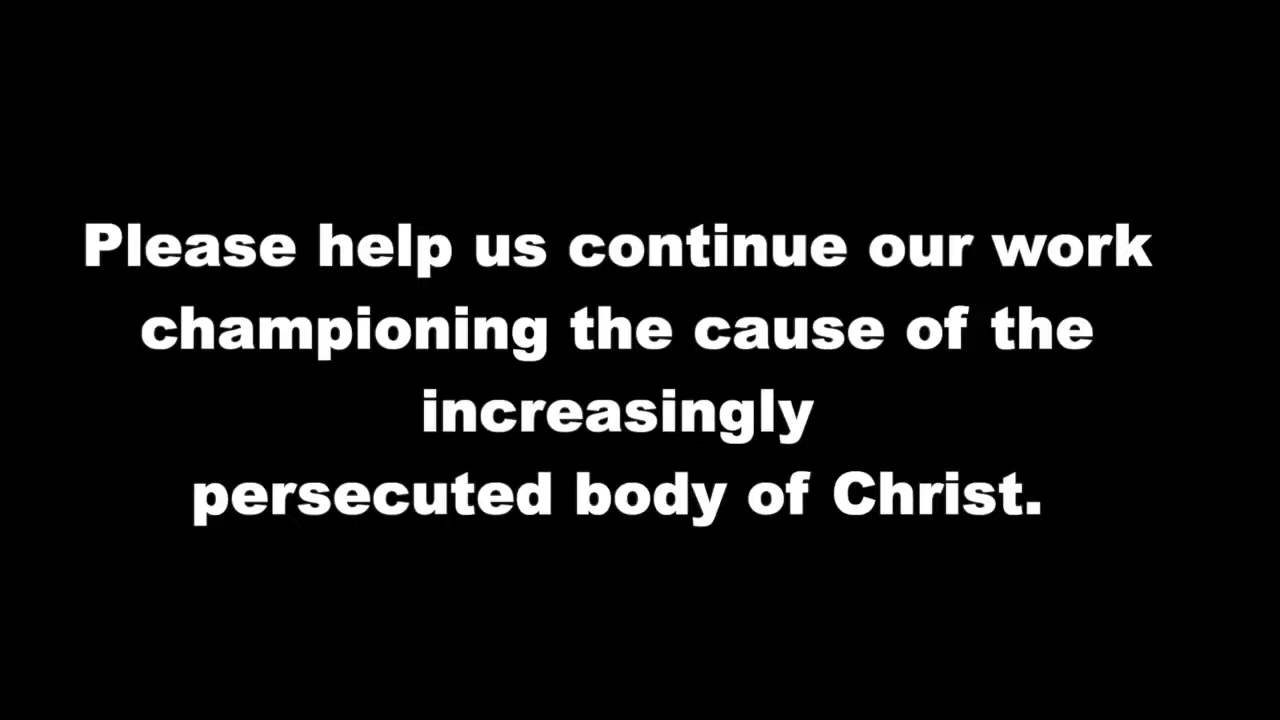 Please help us continue our work
championing the cause of the
increasingly
persecuted body of Christ.